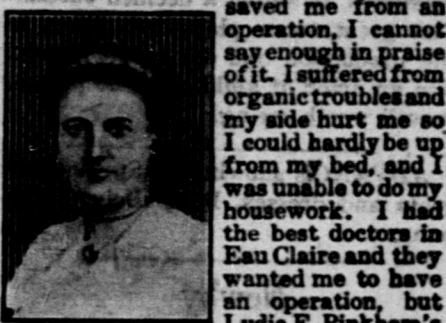 saved me from an
operation, I cannot
say enough in praise
of it. I suffered from
organic troubles and
my side hurt me so
I could hardly be up
from my bed, and I
was unable to do my
housework. I had
the best doctors in
Eau Claire and they
wanted me to have
an operation, but
Lydia E. Pinkham's